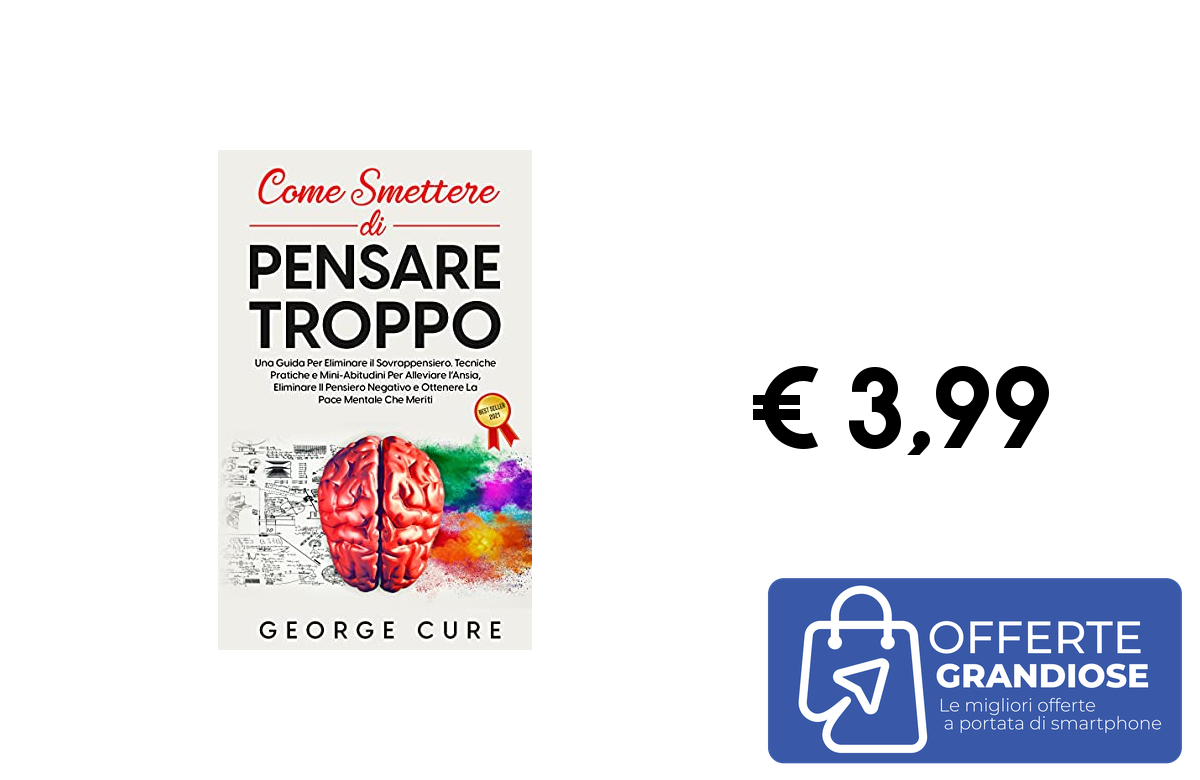 Come Smettere
di
PENSARE
TROPPO
Una Guida Per Eliminare il Sovrappensiero. Tecniche
Pratiche e Mini-Abitudini Per Alleviare l'Ansia,
Eliminare Il Pensiero Negativo e Ottenere La
Pace Mentale Che Meriti
BEST SELLER
2021
GEORGE CURE
€ 3,99
OFFERTE
GRANDIOSE
Le migliori offerte
a portata di smartphone